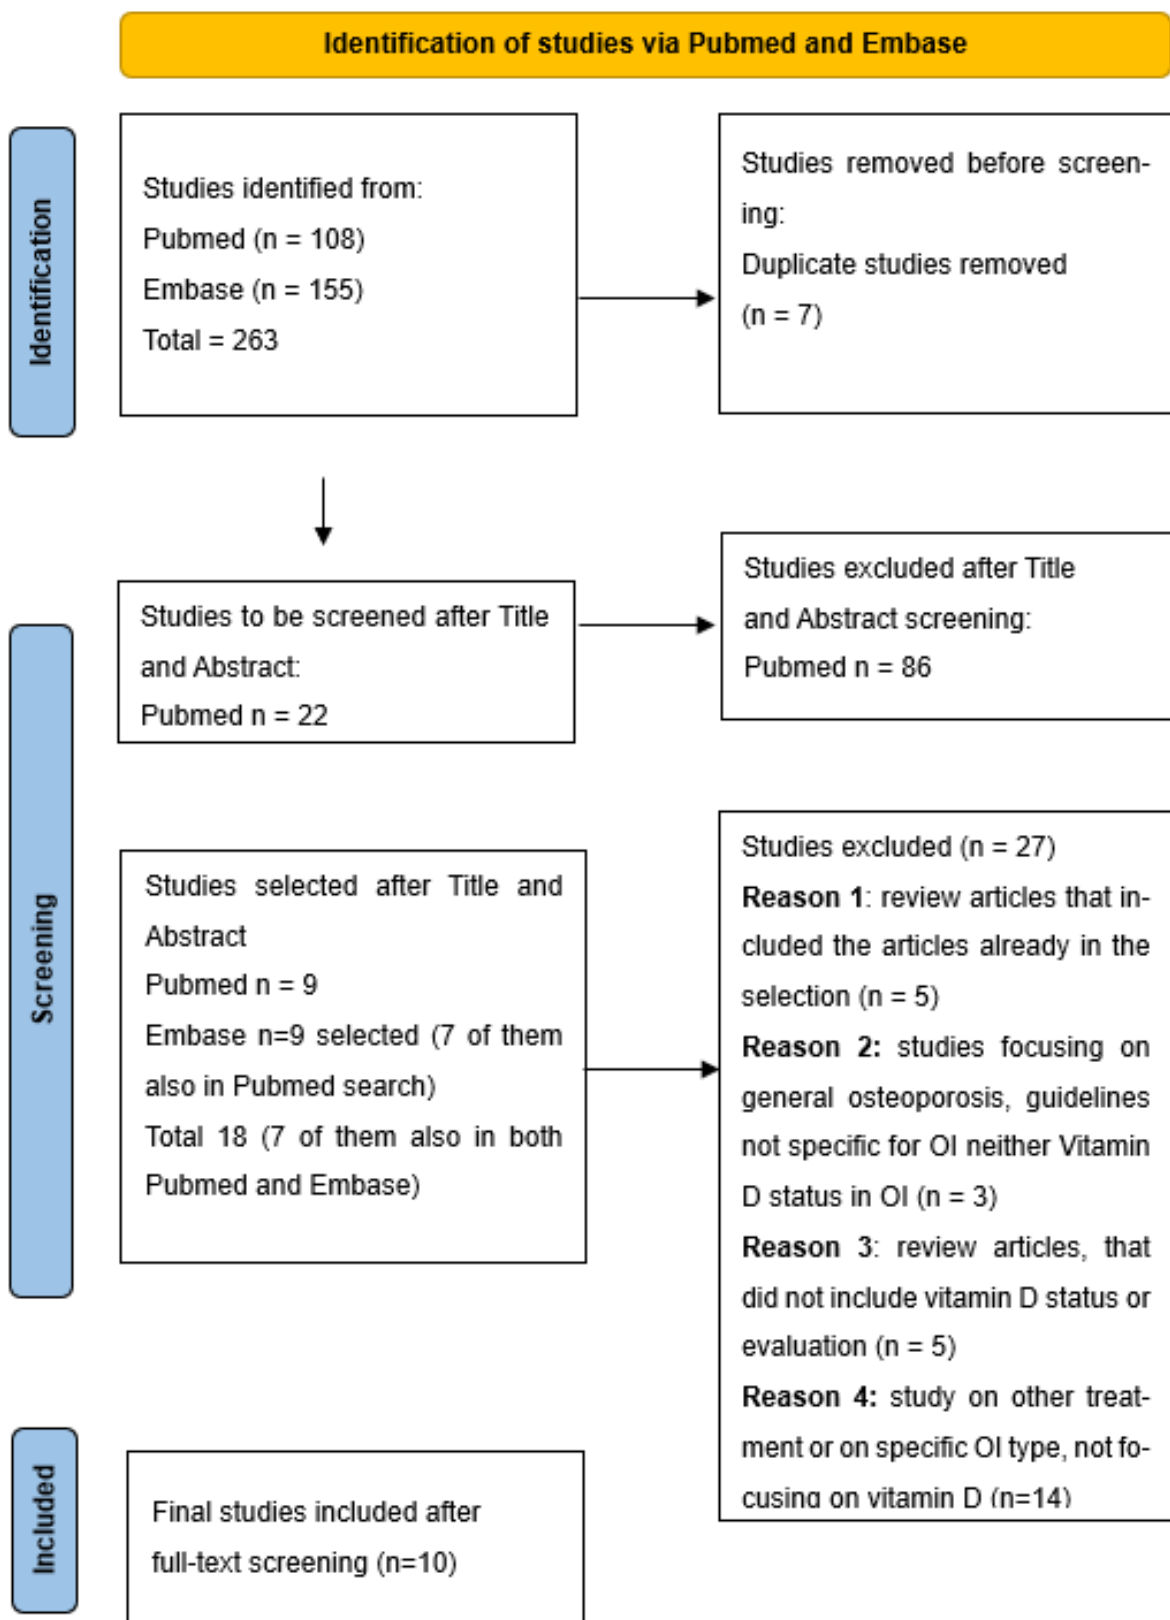 Identification of studies via Pubmed and Embase
Identification
Studies identified from:
Pubmed (n = 108)
Embase (n = 155)
Total = 263
Studies removed before screen-
ing:
Duplicate studies removed
(n = 7)
Screening
Studies to be screened after Title
and Abstract:
Pubmed n = 22
Studies excluded after Title
and Abstract screening:
Pubmed n = 86
Studies selected after Title and
Abstract
Pubmed n = 9
Embase n=9 selected (7 of them
also in Pubmed search)
Total 18 (7 of them also in both
Pubmed and Embase)
Studies excluded (n = 27)
Reason 1: review articles that in-
cluded the articles already in the
selection (n = 5)
Reason 2: studies focusing on
general osteoporosis, guidelines
not specific for OI neither Vitamin
D status in OI (n = 3)
Reason 3: review articles, that
did not include vitamin D status or
evaluation (n = 5)
Reason 4: study on other treat-
ment or on specific OI type, not fo-
cusing on vitamin D (n=14)
Included
Final studies included after
full-text screening (n=10)